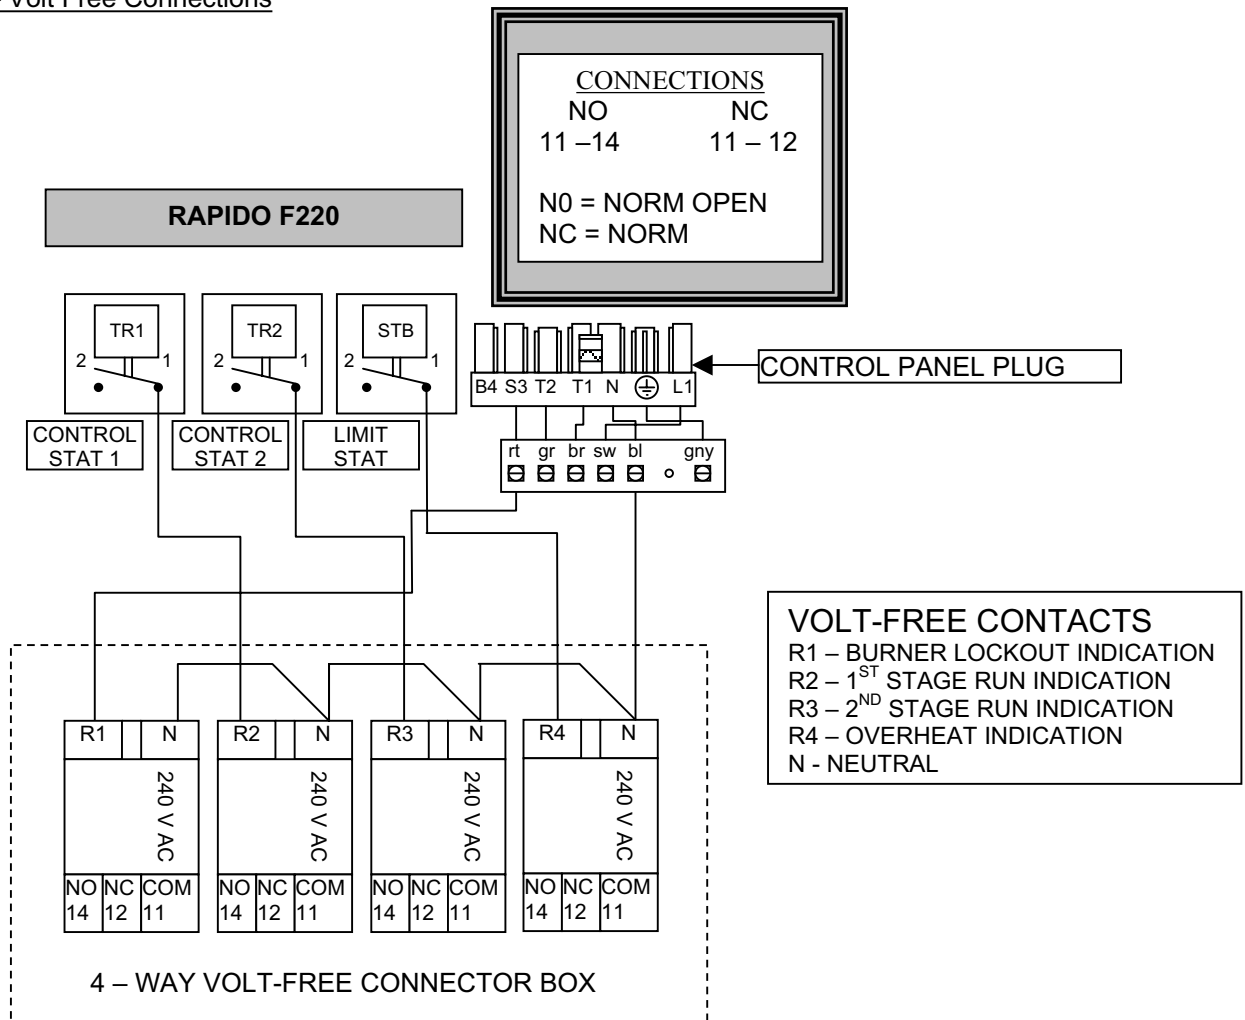 Volt Free Connections
CONNECTIONS
NO NC
11 –14 11 – 12
N0 = NORM OPEN
NC = NORM
RAPIDO F220
TR1 TR2 STB
2 1 2 1 2 1
CONTROL PANEL PLUG
B4 S3 T2 T1 N L1
CONTROL STAT 1
CONTROL STAT 2
LIMIT STAT
rt gr br sw bl gny
VOLT-FREE CONTACTS
R1 – BURNER LOCKOUT INDICATION
R2 – 1ST STAGE RUN INDICATION
R3 – 2ND STAGE RUN INDICATION
R4 – OVERHEAT INDICATION
N - NEUTRAL
R1 N R2 N R3 N R4 N
240 V AC 240 V AC 240 V AC 240 V AC
NO NC COM NO NC COM NO NC COM NO NC COM
14 12 11 14 12 11 14 12 11 14 12 11
4 – WAY VOLT-FREE CONNECTOR BOX